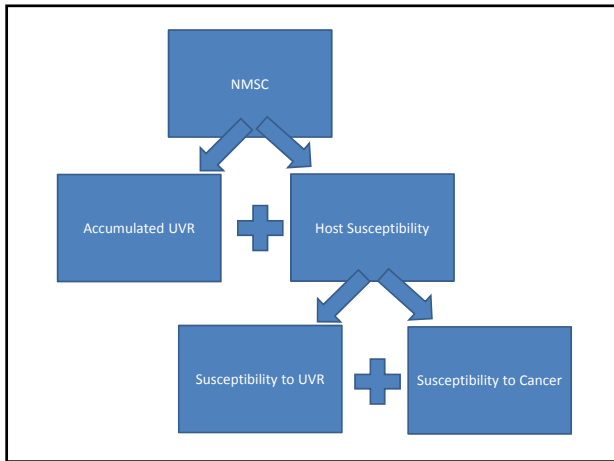 NMSC
Accumulated UVR
Host Susceptibility
Susceptibility to UVR
Susceptibility to Cancer